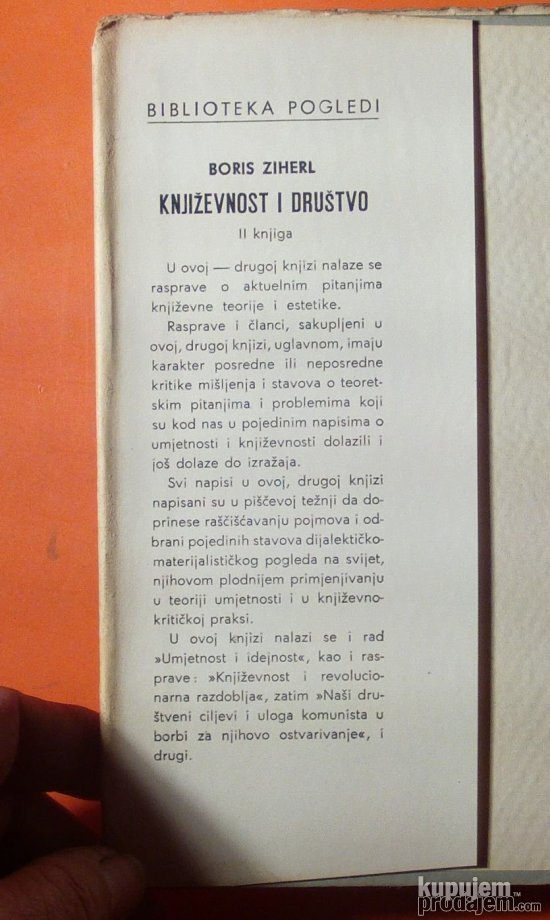 BIBLIOTEKA POGLEDI
BORIS ZIHERL
KNJIŽEVNOST I DRUŠTVO
II knjiga
U ovoj — drugoj knjizi nalaze se
rasprave o aktuelnim pitanjima
književne teorije i estetike.
Rasprave i članci, sakupljeni u
ovoj, drugoj knjizi, uglavnom, imaju
karakter posredne ili neposredne
kritike mišljenja i stavova o teoret-
skim pitanjima i problemima koji
su kod nas u pojedinim napisima o
umjetnosti i književnosti dolazili i
još dolaze do izražaja.
Svi napisi u ovoj, drugoj knjizi
napisani su u piščevoj težnji da do-
prinese raščišćavanju pojmova i od-
brani pojedinih stavova dijalektičko-
materijalističkog pogleda na svijet,
njihovom plodnijem primjenjivanju
u teoriji umjetnosti i u književno-
kritičkoj praksi.
U ovoj knjizi nalazi se i rad
»Umjetnost i idejnost«, kao i ras-
prave: »Književnost i revolucio-
narna razdoblja«, zatim »Naši dru-
štveni ciljevi i uloga komunista u
borbi za njihovo ostvarivanje«, i
drugi.
kupujem
prodajem.com